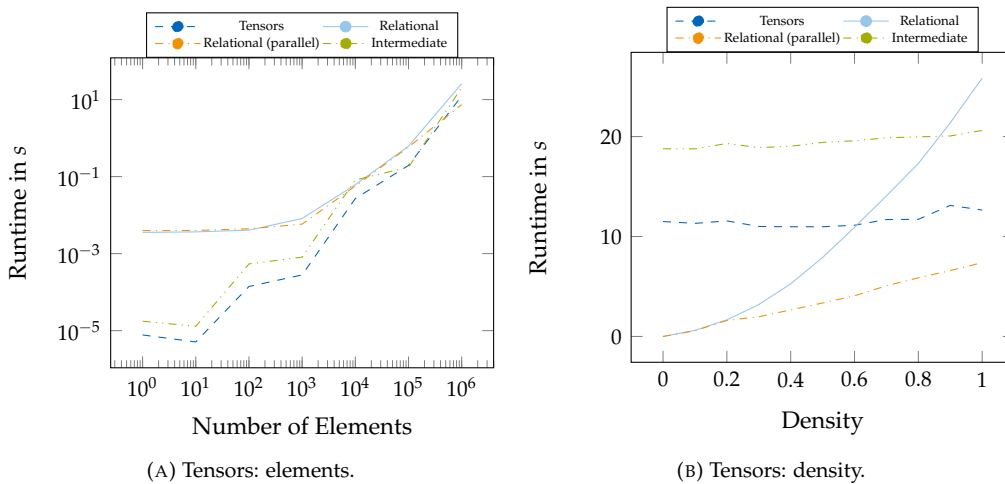 Tensors Relational
Relational (parallel) Intermediate
10^1
10^−1
10^−3
10^−5
Runtime in s
10^0 10^1 10^2 10^3 10^4 10^5 10^6
Number of Elements
(A) Tensors: elements.
Tensors Relational
Relational (parallel) Intermediate
20
10
0
Runtime in s
0 0.2 0.4 0.6 0.8 1
Density
(B) Tensors: density.